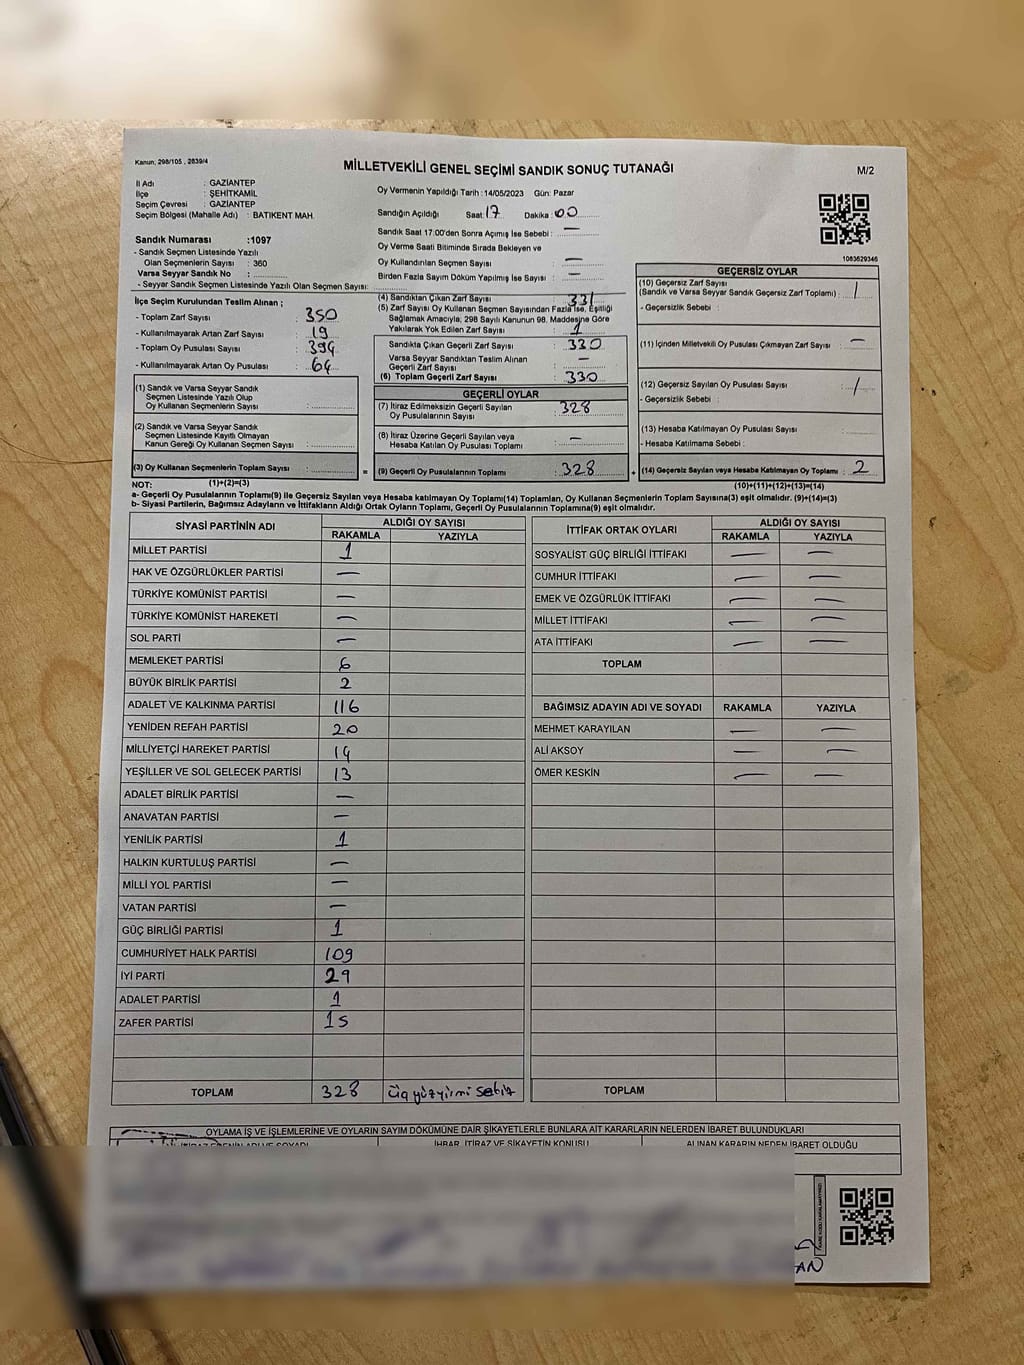 Kanun; 298/105 , 2839/4
MİLLETVEKİLİ GENEL SEÇİMİ SANDIK SONUÇ TUTANAĞI
M/2
İl Adı : GAZİANTEP
İlçe : ŞEHİTKAMİL
Seçim Çevresi : GAZİANTEP
Seçim Bölgesi (Mahalle Adı) : BATIKENT MAH.
Sandık Numarası :1097
- Sandık Seçmen Listesinde Yazılı
Olan Seçmenlerin Sayısı : 360
Varsa Seyyar Sandık No :
- Seyyar Sandık Seçmen Listesinde Yazılı Olan Seçmen Sayısı:
İlçe Seçim Kurulundan Teslim Alınan ;
- Toplam Zarf Sayısı : 350
- Kullanılmayarak Artan Zarf Sayısı : 19
- Toplam Oy Pusulası Sayısı : 394
- Kullanılmayarak Artan Oy Pusulası : 64
(1) Sandık ve Varsa Seyyar Sandık
Seçmen Listesinde Yazılı Olup
Oy Kullanan Seçmenlerin Sayısı :
(2) Sandık ve Varsa Seyyar Sandık
Seçmen Listesinde Kayıtlı Olmayan
Kanun Gereği Oy Kullanan Seçmen Sayısı :
(3) Oy Kullanan Seçmenlerin Toplam Sayısı :
Oy Vermenin Yapıldığı Tarih :14/05/2023 Gün: Pazar
Sandığın Açıldığı Saat: 17 Dakika : 00
Sandık Saat 17:00'den Sonra Açımış İse Sebebi : —
Oy Verme Saati Bitiminde Sırada Bekleyen ve
Oy Kullandırılan Seçmen Sayısı : —
Birden Fazla Sayım Döküm Yapılmış İse Sayısı : —
(4) Sandıktan Çıkan Zarf Sayısı : 331
(5) Zarf Sayısı Oy Kullanan Seçmen Sayısından Fazla İse, Eşitliği
Sağlamak Amacıyla; 298 Sayılı Kanunun 98. Maddesine Göre
Yakılarak Yok Edilen Zarf Sayısı : 1
Sandıkta Çıkan Geçerli Zarf Sayısı : 330
Varsa Seyyar Sandıktan Teslim Alınan
Geçerli Zarf Sayısı : —
(6) Toplam Geçerli Zarf Sayısı : 330
GEÇERLİ OYLAR
(7) İtiraz Edilmeksizin Geçerli Sayılan
Oy Pusulalarının Sayısı : 328
(8) İtiraz Üzerine Geçerli Sayılan veya
Hesaba Katılan Oy Pusulası Toplamı : —
= (9) Geçerli Oy Pusulalarının Toplamı : 328
1083629346
GEÇERSİZ OYLAR
(10) Geçersiz Zarf Sayısı
(Sandık ve Varsa Seyyar Sandık Geçersiz Zarf Toplamı) : 1
- Geçersizlik Sebebi :
(11) İçinden Milletvekili Oy Pusulası Çıkmayan Zarf Sayısı : —
(12) Geçersiz Sayılan Oy Pusulası Sayısı : 1
- Geçersizlik Sebebi :
(13) Hesaba Katılmayan Oy Pusulası Sayısı :
- Hesaba Katılmama Sebebi :
+ (14) Geçersiz Sayılan veya Hesaba Katılmayan Oy Toplamı : 2
NOT: (1)+(2)=(3) (10)+(11)+(12)+(13)=(14)
a- Geçerli Oy Pusulalarının Toplamı(9) ile Geçersiz Sayılan veya Hesaba katılmayan Oy Toplamı(14) Toplamları, Oy Kullanan Seçmenlerin Toplam Sayısına(3) eşit olmalıdır. (9)+(14)=(3)
b- Siyasi Partilerin, Bağımsız Adayların ve İttifakların Aldığı Ortak Oyların Toplamı, Geçerli Oy Pusulalarının Toplamına(9) eşit olmalıdır.
SİYASİ PARTİNİN ADI ALDIĞI OY SAYISI
RAKAMLA YAZIYLA
MİLLET PARTİSİ 1
HAK VE ÖZGÜRLÜKLER PARTİSİ —
TÜRKİYE KOMÜNİST PARTİSİ —
TÜRKİYE KOMÜNİST HAREKETİ —
SOL PARTİ —
MEMLEKET PARTİSİ 6
BÜYÜK BİRLİK PARTİSİ 2
ADALET VE KALKINMA PARTİSİ 116
YENİDEN REFAH PARTİSİ 20
MİLLİYETÇİ HAREKET PARTİSİ 14
YEŞİLLER VE SOL GELECEK PARTİSİ 13
ADALET BİRLİK PARTİSİ —
ANAVATAN PARTİSİ —
YENİLİK PARTİSİ 1
HALKIN KURTULUŞ PARTİSİ —
MİLLİ YOL PARTİSİ —
VATAN PARTİSİ —
GÜÇ BİRLİĞİ PARTİSİ 1
CUMHURİYET HALK PARTİSİ 109
İYİ PARTİ 29
ADALET PARTİSİ 1
ZAFER PARTİSİ 15
TOPLAM 328 üç yüz yirmi sekiz
İTTİFAK ORTAK OYLARI ALDIĞI OY SAYISI
RAKAMLA YAZIYLA
SOSYALİST GÜÇ BİRLİĞİ İTTİFAKI — —
CUMHUR İTTİFAKI — —
EMEK VE ÖZGÜRLÜK İTTİFAKI — —
MİLLET İTTİFAKI — —
ATA İTTİFAKI — —
TOPLAM
BAĞIMSIZ ADAYIN ADI VE SOYADI RAKAMLA YAZIYLA
MEHMET KARAYILAN — —
ALİ AKSOY — —
ÖMER KESKİN — —
TOPLAM
OYLAMA İŞ VE İŞLEMLERİNE VE OYLARIN SAYIM DÖKÜMÜNE DAİR ŞİKAYETLERLE BUNLARA AİT KARARLARIN NELERDEN İBARET BULUNDUKLARI
İHBAR, İTİRAZ VE ŞİKAYETİN KONUSU ALINAN KARARIN NEDEN İBARET OLDUĞU